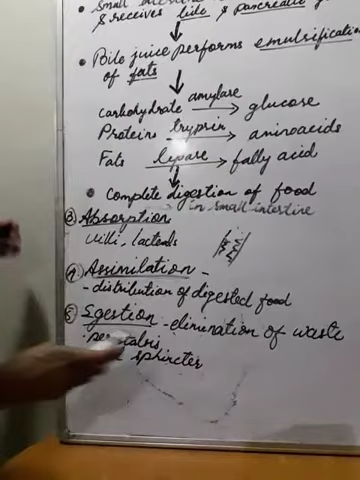 Small
& receives bile & pancreatic
• Bile juice performs emulsification
of fats
carbohydrate amylase glucose
Protein trypsin aminoacids
Fats lypase fatty acid
• Complete digestion of food
in small intestine
③ Absorption
villi, lacteals
④ Assimilation -
- distribution of digested food
⑤ Egestion - elimination of waste
sphincter